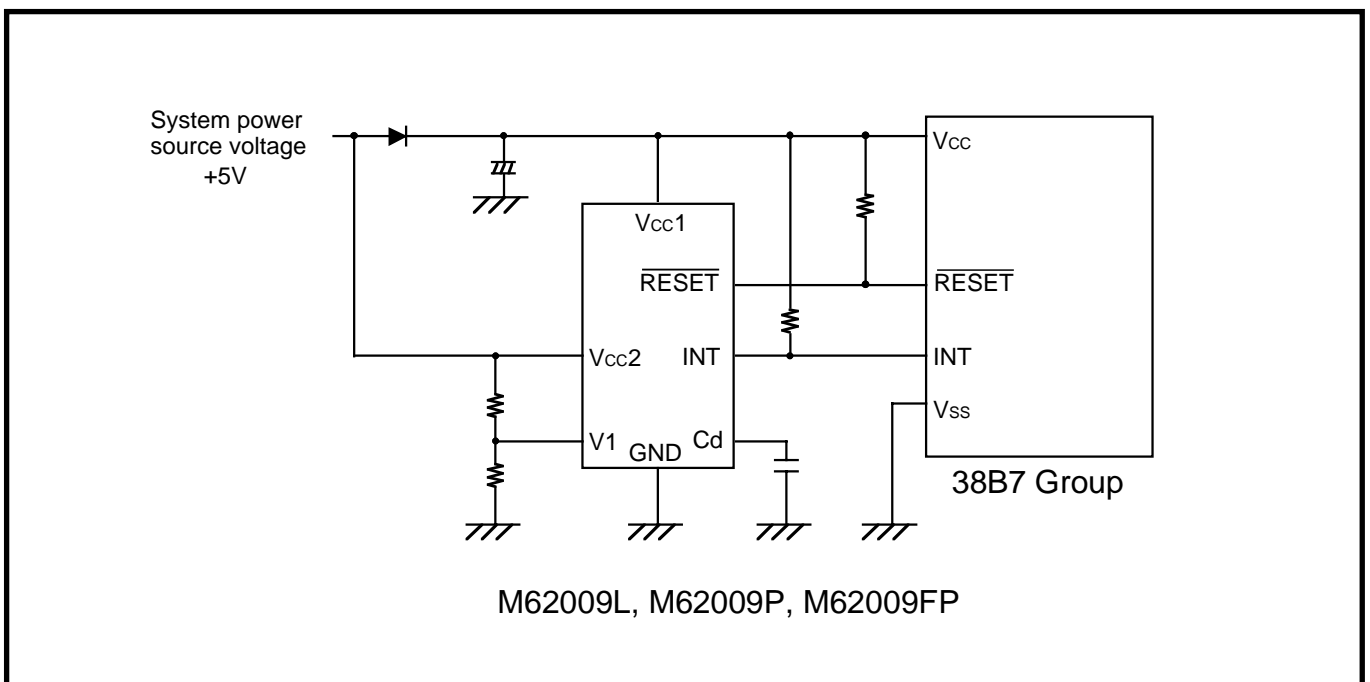 System power
source voltage
+5V
VCC
VCC1
RESET
RESET
VCC2
INT
INT
VSS
V1
Cd
GND
38B7 Group
M62009L, M62009P, M62009FP